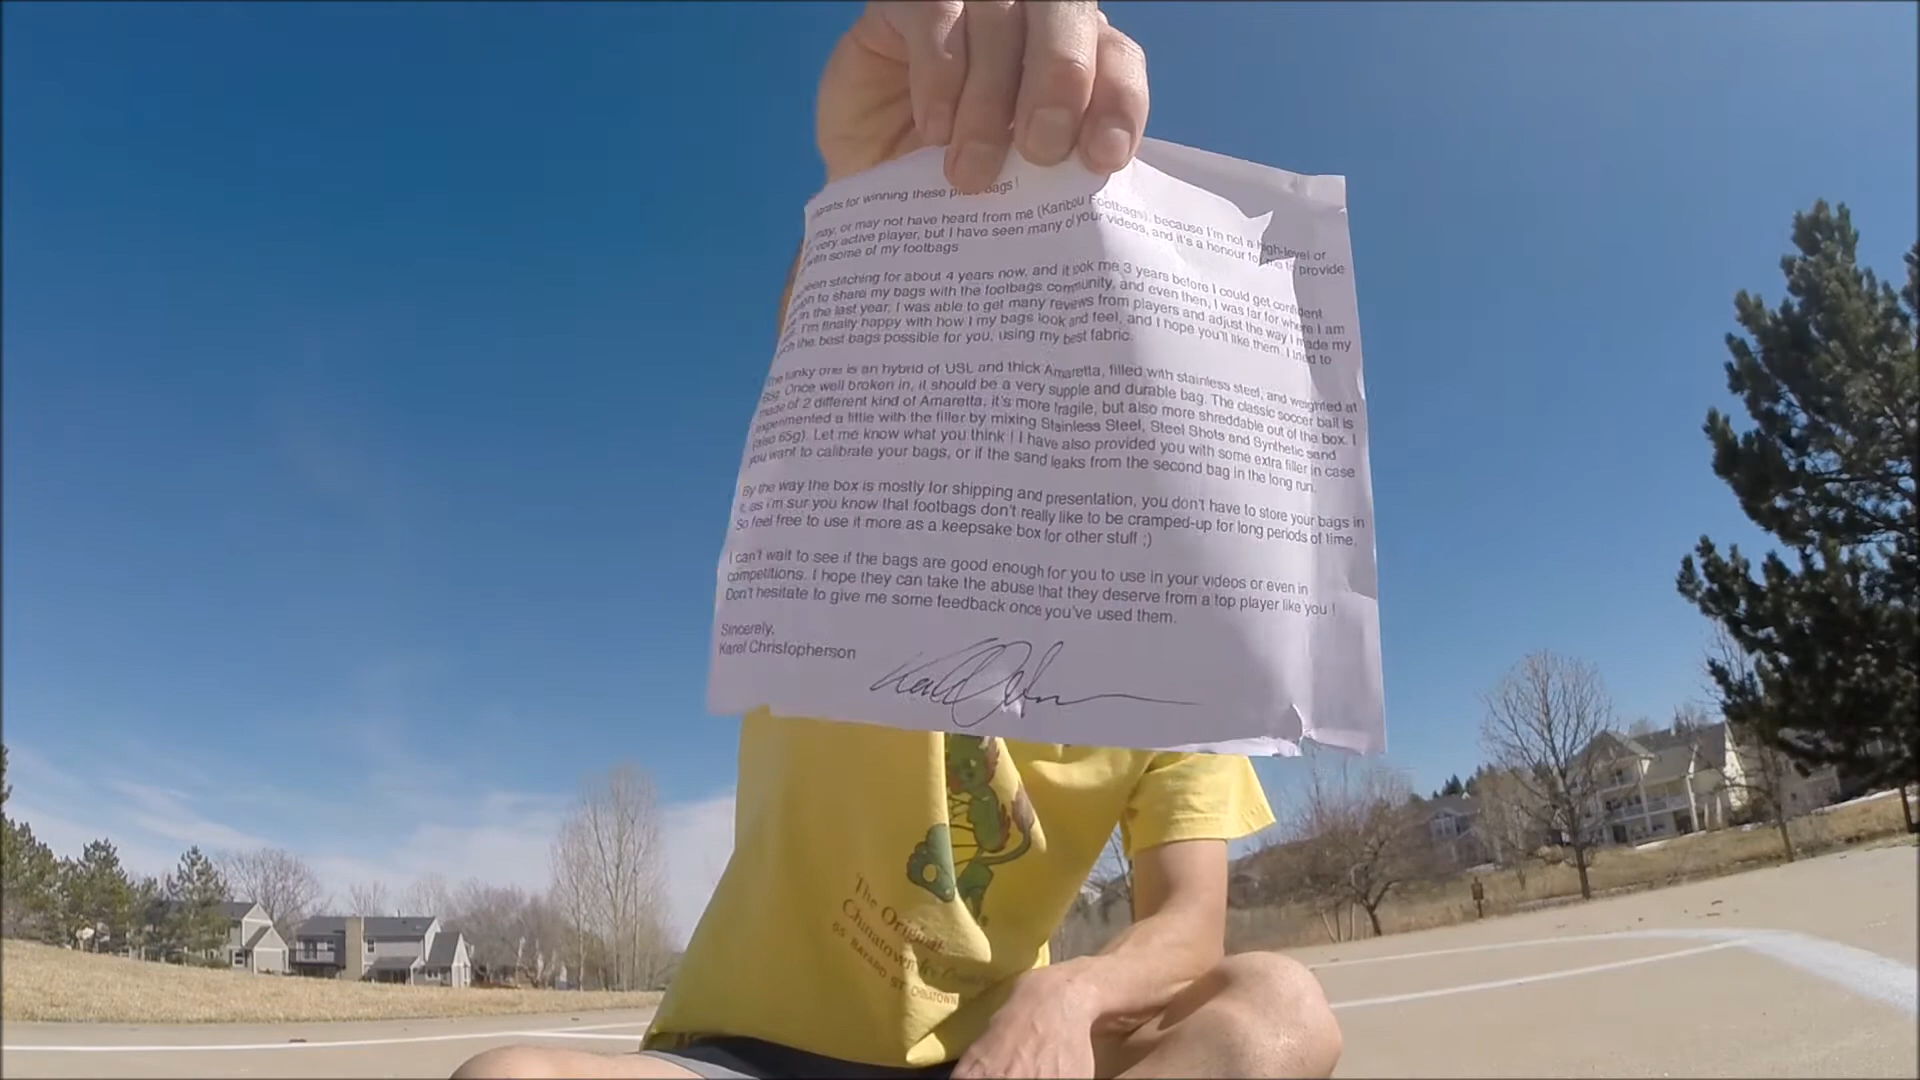 grats for winning these bags !
may, or may not have heard from me (Karibou Footbags), because I'm not a high-level or
very active player, but I have seen many of your videos, and it's a honour for me to provide
with some of my footbags
been stitching for about 4 years now, and it took me 3 years before I could get confident
to share my bags with the footbags community, and even then, I was far for where I am
in the last year, I was able to get many reviews from players and adjust the way I made my
I'm finally happy with how I my bags look and feel, and I hope you'll like them. I tried to
the best bags possible for you, using my best fabric.
The funky one is an hybrid of USL and thick Amaretta, filled with stainless steel, and weighted at
65g. Once well broken in, it should be a very supple and durable bag. The classic soccer ball is
made of 2 different kind of Amaretta, it's more fragile, but also more shreddable out of the box. I
experimented a little with the filler by mixing Stainless Steel, Steel Shots and Synthetic sand
(also 65g). Let me know what you think ! I have also provided you with some extra filler in case
you want to calibrate your bags, or if the sand leaks from the second bag in the long run.
By the way the box is mostly for shipping and presentation, you don't have to store your bags in
it, as i'm sur you know that footbags don't really like to be cramped-up for long periods of time.
So feel free to use it more as a keepsake box for other stuff ;)
I can't wait to see if the bags are good enough for you to use in your videos or even in
competitions. I hope they can take the abuse that they deserve from a top player like you !
Don't hesitate to give me some feedback once you've used them.
Sincerely,
Karel Christopherson
The Original
Chinatown Ice
65 BAYARD ST CHINATOWN